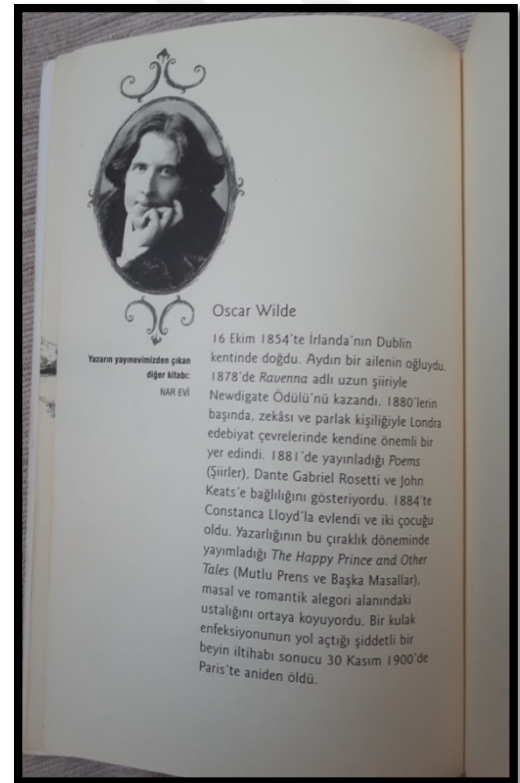 Yazarın yayınevimizden çıkan
diğer kitabı:
NAR EVİ
Oscar Wilde
16 Ekim 1854'te İrlanda'nın Dublin
kentinde doğdu. Aydın bir ailenin oğluydu.
1878'de Ravenna adlı uzun şiiriyle
Newdigate Ödülü'nü kazandı. 1880'lerin
başında, zekâsı ve parlak kişiliğiyle Londra
edebiyat çevrelerinde kendine önemli bir
yer edindi. 1881'de yayınladığı Poems
(Şiirler), Dante Gabriel Rosetti ve John
Keats'e bağlılığını gösteriyordu. 1884'te
Constanca Lloyd'la evlendi ve iki çocuğu
oldu. Yazarlığının bu çıraklık döneminde
yayımladığı The Happy Prince and Other
Tales (Mutlu Prens ve Başka Masallar),
masal ve romantik alegori alanındaki
ustalığını ortaya koyuyordu. Bir kulak
enfeksiyonunun yol açtığı şiddetli bir
beyin iltihabı sonucu 30 Kasım 1900'de
Paris'te aniden öldü.